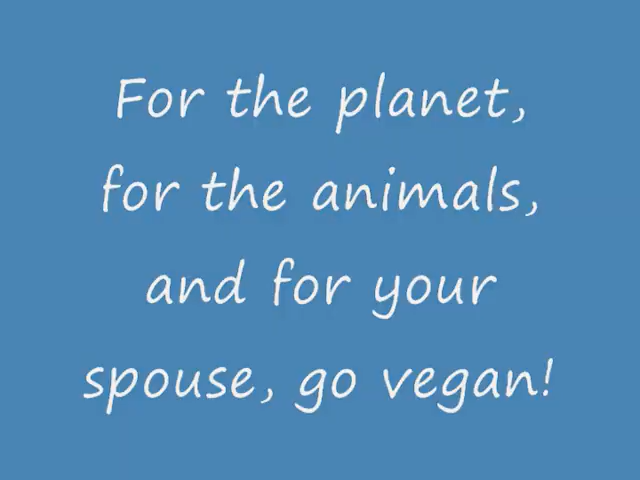 For the planet,
for the animals,
and for your
spouse, go vegan!